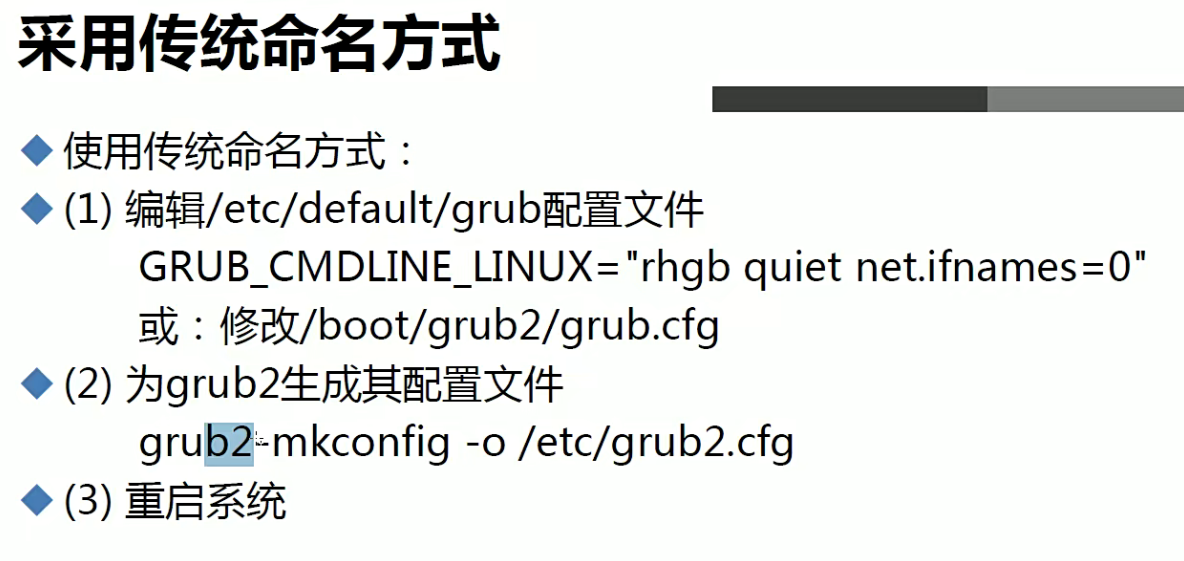 采用传统命名方式
◆使用传统命名方式：
◆(1) 编辑/etc/default/grub配置文件
GRUB_CMDLINE_LINUX="rhgb quiet net.ifnames=0"
或：修改/boot/grub2/grub.cfg
◆(2) 为grub2生成其配置文件
grub2-mkconfig -o /etc/grub2.cfg
◆(3) 重启系统